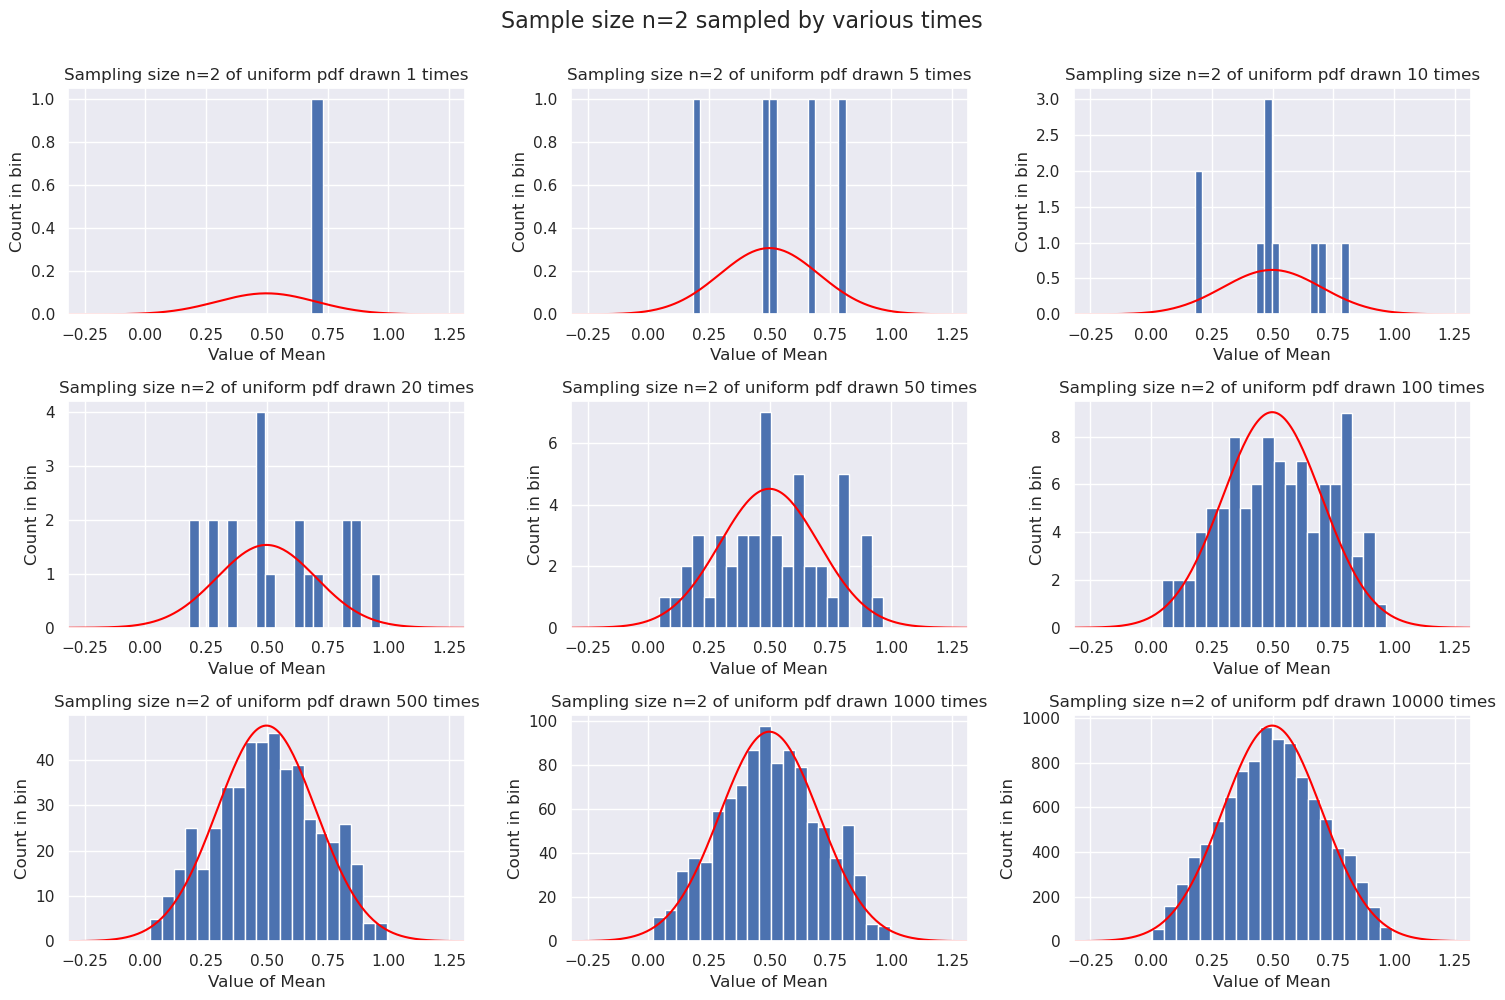 Sample size n=2 sampled by various times
Sampling size n=2 of uniform pdf drawn 1 times
Count in bin
1.0
0.8
0.6
0.4
0.2
0.0
−0.25 0.00 0.25 0.50 0.75 1.00 1.25
Value of Mean
Sampling size n=2 of uniform pdf drawn 5 times
Count in bin
1.0
0.8
0.6
0.4
0.2
0.0
−0.25 0.00 0.25 0.50 0.75 1.00 1.25
Value of Mean
Sampling size n=2 of uniform pdf drawn 10 times
Count in bin
3.0
2.5
2.0
1.5
1.0
0.5
0.0
−0.25 0.00 0.25 0.50 0.75 1.00 1.25
Value of Mean
Sampling size n=2 of uniform pdf drawn 20 times
Count in bin
4
3
2
1
0
−0.25 0.00 0.25 0.50 0.75 1.00 1.25
Value of Mean
Sampling size n=2 of uniform pdf drawn 50 times
Count in bin
6
4
2
0
−0.25 0.00 0.25 0.50 0.75 1.00 1.25
Value of Mean
Sampling size n=2 of uniform pdf drawn 100 times
Count in bin
8
6
4
2
0
−0.25 0.00 0.25 0.50 0.75 1.00 1.25
Value of Mean
Sampling size n=2 of uniform pdf drawn 500 times
Count in bin
40
30
20
10
0
−0.25 0.00 0.25 0.50 0.75 1.00 1.25
Value of Mean
Sampling size n=2 of uniform pdf drawn 1000 times
Count in bin
100
80
60
40
20
0
−0.25 0.00 0.25 0.50 0.75 1.00 1.25
Value of Mean
Sampling size n=2 of uniform pdf drawn 10000 times
Count in bin
1000
800
600
400
200
0
−0.25 0.00 0.25 0.50 0.75 1.00 1.25
Value of Mean